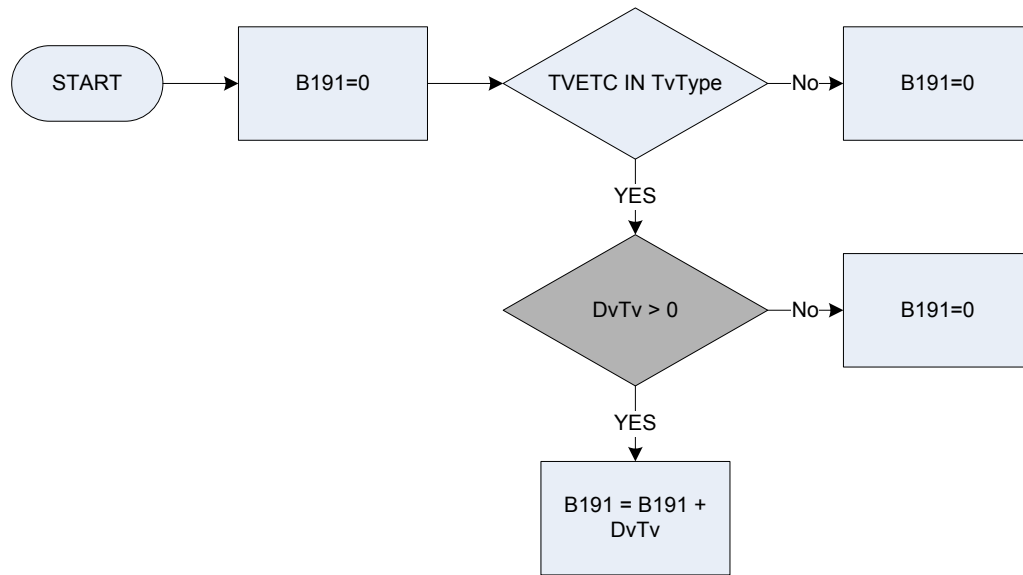 START
B191=0
TVETC IN TvType
No
B191=0
YES
DvTv > 0
No
B191=0
YES
B191 = B191 +
DvTv